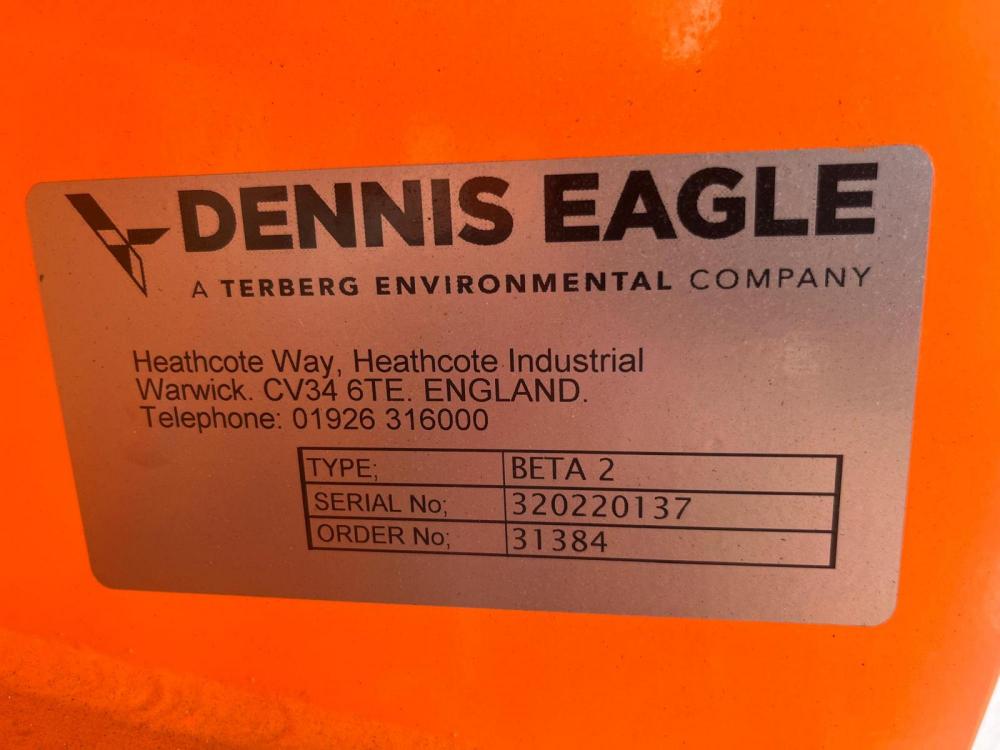 DENNIS EAGLE
A TERBERG ENVIRONMENTAL COMPANY
Heathcote Way, Heathcote Industrial
Warwick. CV34 6TE. ENGLAND.
Telephone: 01926 316000
TYPE; BETA 2
SERIAL No; 320220137
ORDER No; 31384